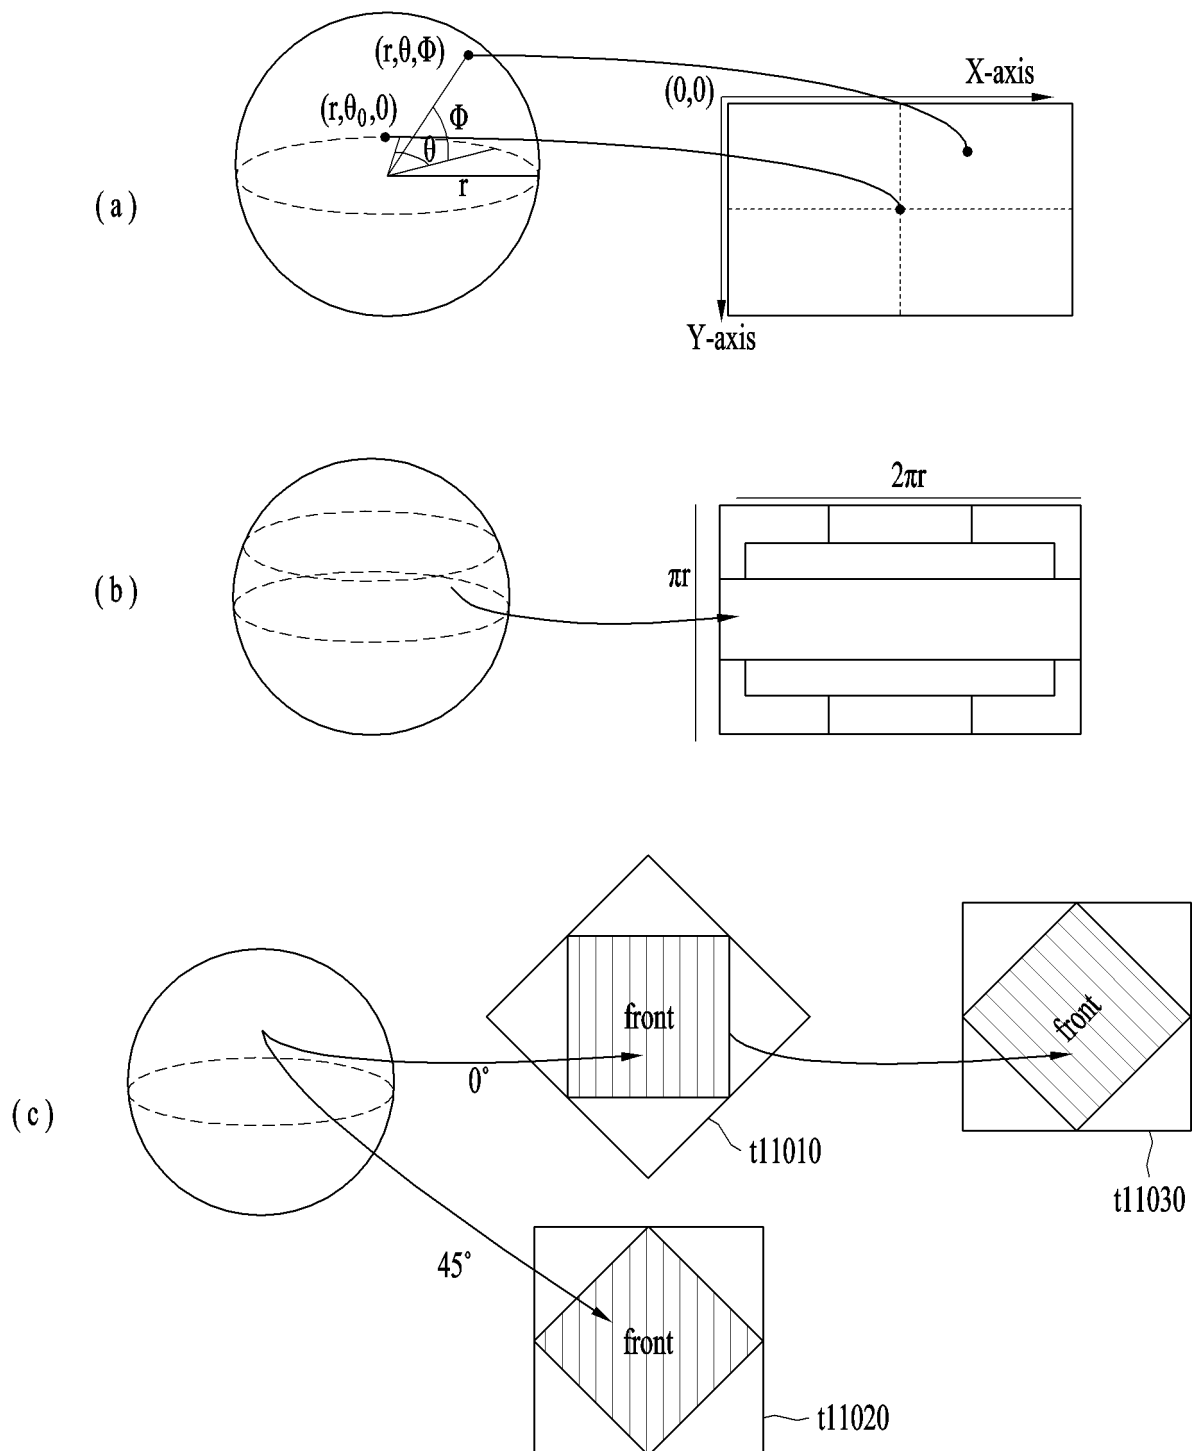 (r,θ,Φ)
X-axis
(0,0)
(r,θ₀,0)
Φ
θ
r
(a)
Y-axis
2πr
πr
(b)
front
front
0°
(c)
t11010
t11030
45°
front
t11020